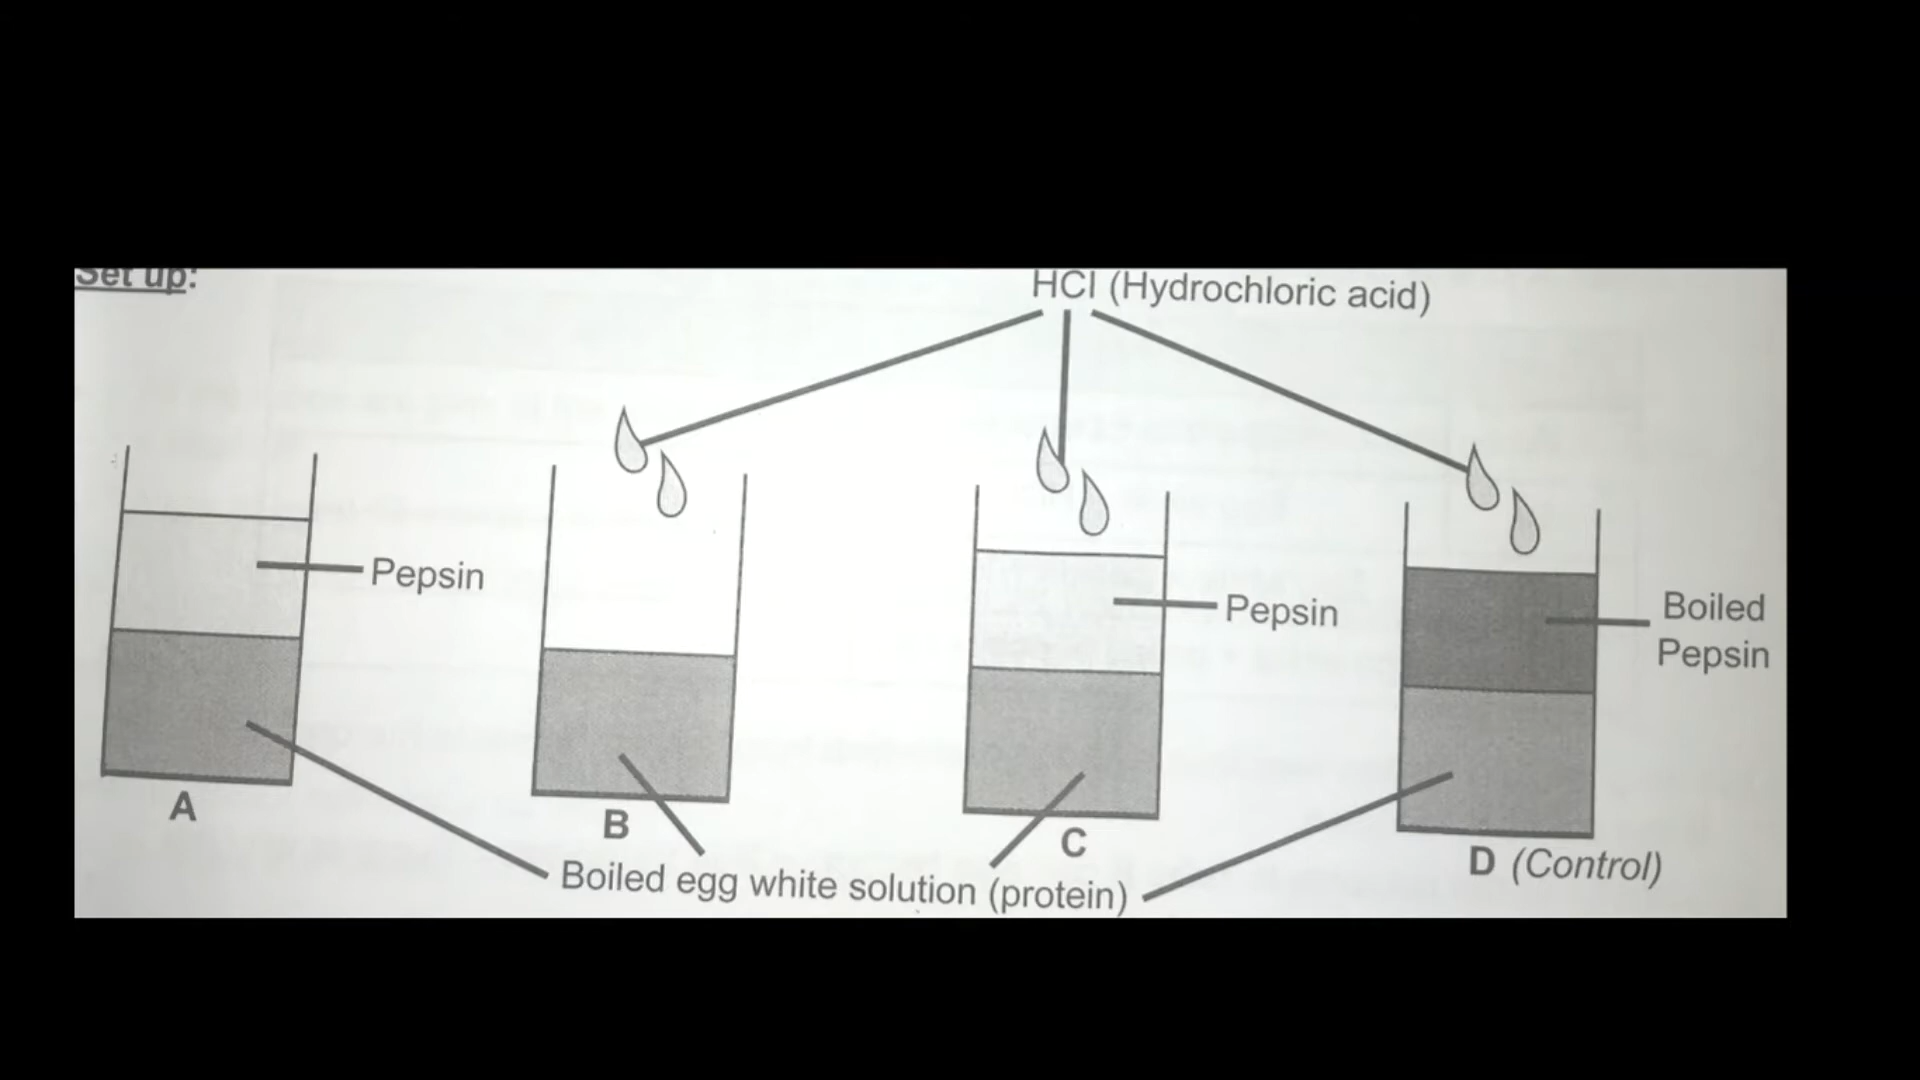 Set up:
HCl (Hydrochloric acid)
Pepsin
Pepsin
Boiled
Pepsin
A
B
C
D (Control)
Boiled egg white solution (protein)